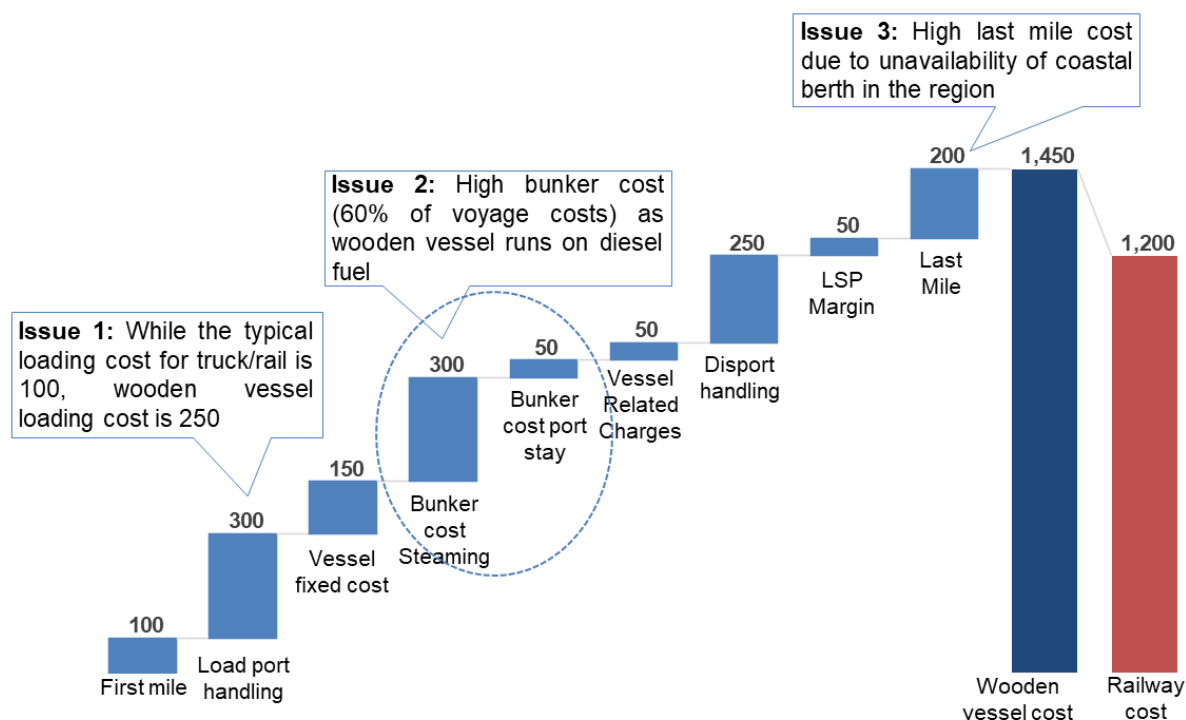 Issue 3: High last mile cost
due to unavailability of coastal
berth in the region
Issue 2: High bunker cost
(60% of voyage costs) as
wooden vessel runs on diesel
fuel
Issue 1: While the typical
loading cost for truck/rail is
100, wooden vessel
loading cost is 250
100
First mile
300
Load port
handling
150
Vessel
fixed cost
300
Bunker
cost
Steaming
50
Bunker
cost port
stay
50
Vessel
Related
Charges
250
Disport
handling
50
LSP
Margin
200
Last
Mile
1,450
Wooden
vessel cost
1,200
Railway
cost